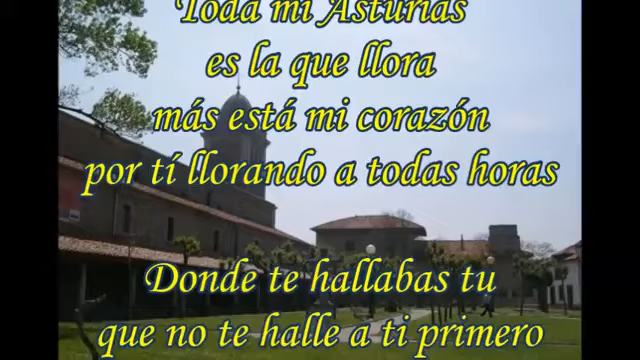 Toda mi Asturias
es la que llora
más está mi corazón
por tí llorando a todas horas
Donde te hallabas tu
que no te halle a ti primero